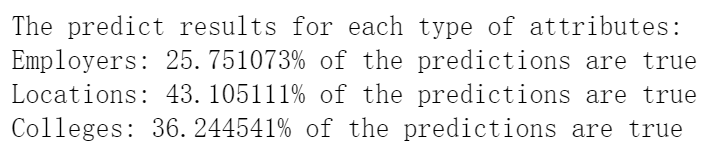 The predict results for each type of attributes:
Employers: 25.751073% of the predictions are true
Locations: 43.105111% of the predictions are true
Colleges: 36.244541% of the predictions are true